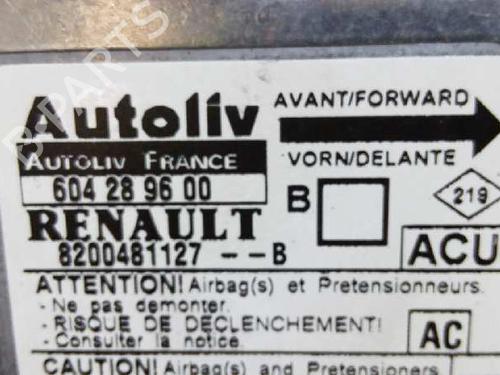 Autoliv
AVANT/FORWARD
AUTOLIV FRANCE
VORN/DELANTE
604 28 96 00
B
219
RENAULT
8200481127 --B
ACU
ATTENTION! Airbag(s) et Pretensionneurs.
- Ne pas demonter.
- RISQUE DE DECLENCHEMENT!
- Consulter la notice.
AC
CAUTION! Airbag(s) and Pretensioners
B-PARTS